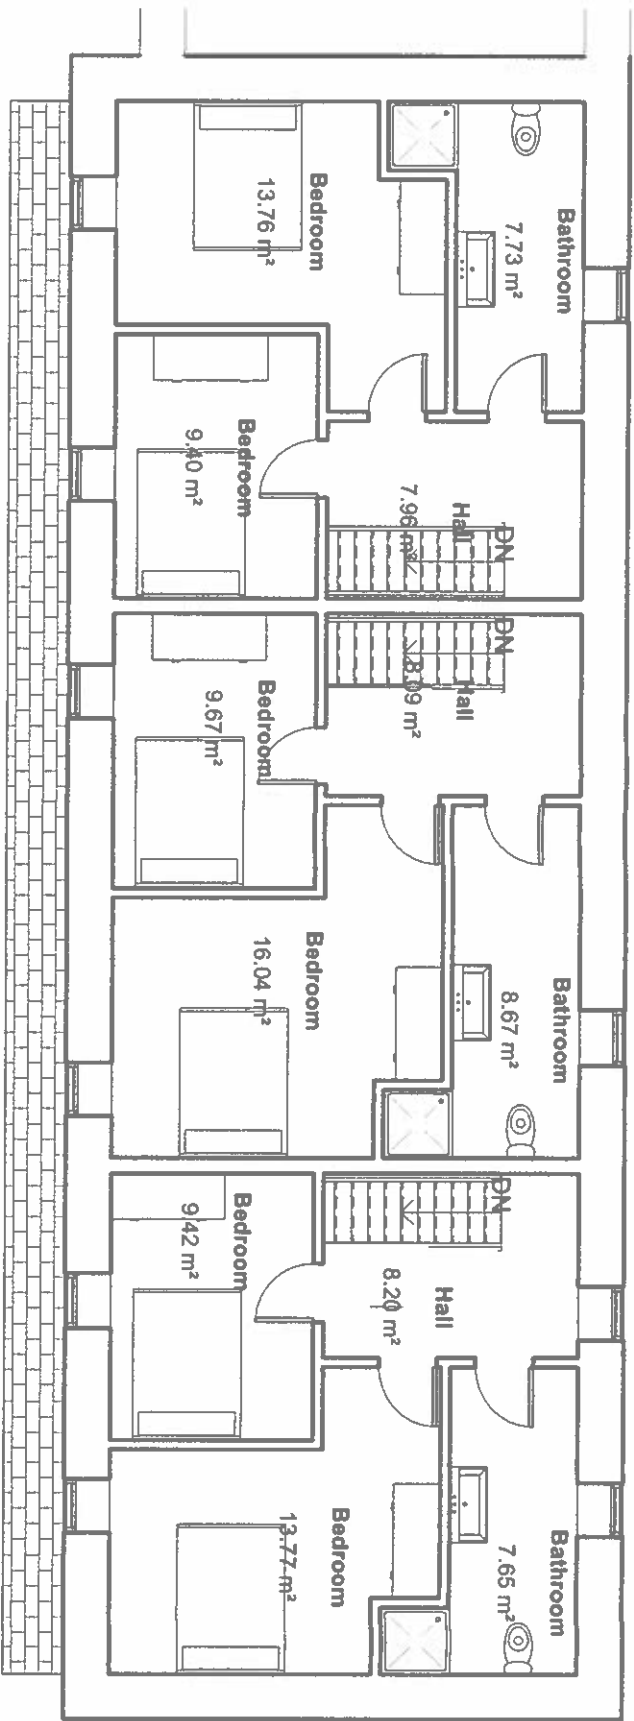 Bathroom
7.73 m²
Bedroom
13.76 m²
Bedroom
9.40 m²
Hall
7.96 m²
DN
DN
Hall
8.09 m²
Bedroom
9.67 m²
Bedroom
16.04 m²
Bathroom
8.67 m²
DN
Hall
8.20 m²
Bedroom
9.42 m²
Bedroom
13.77 m²
Bathroom
7.65 m²